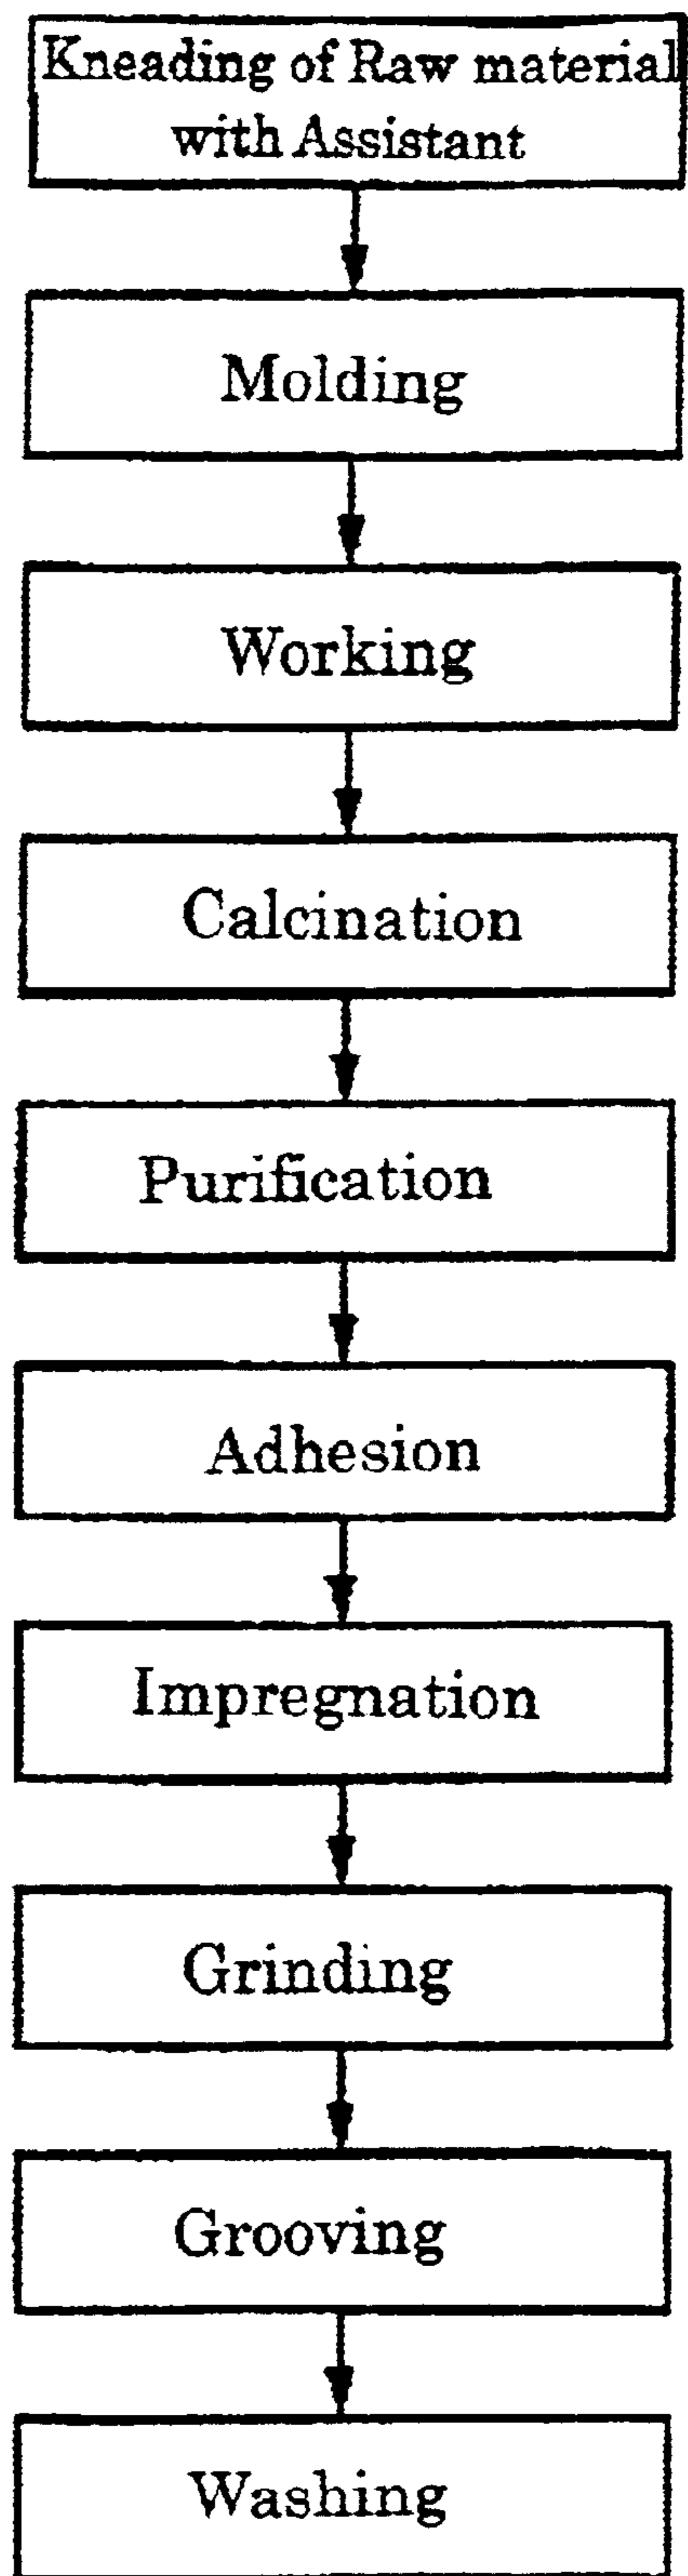 Kneading of Raw material
with Assistant
Molding
Working
Calcination
Purification
Adhesion
Impregnation
Grinding
Grooving
Washing